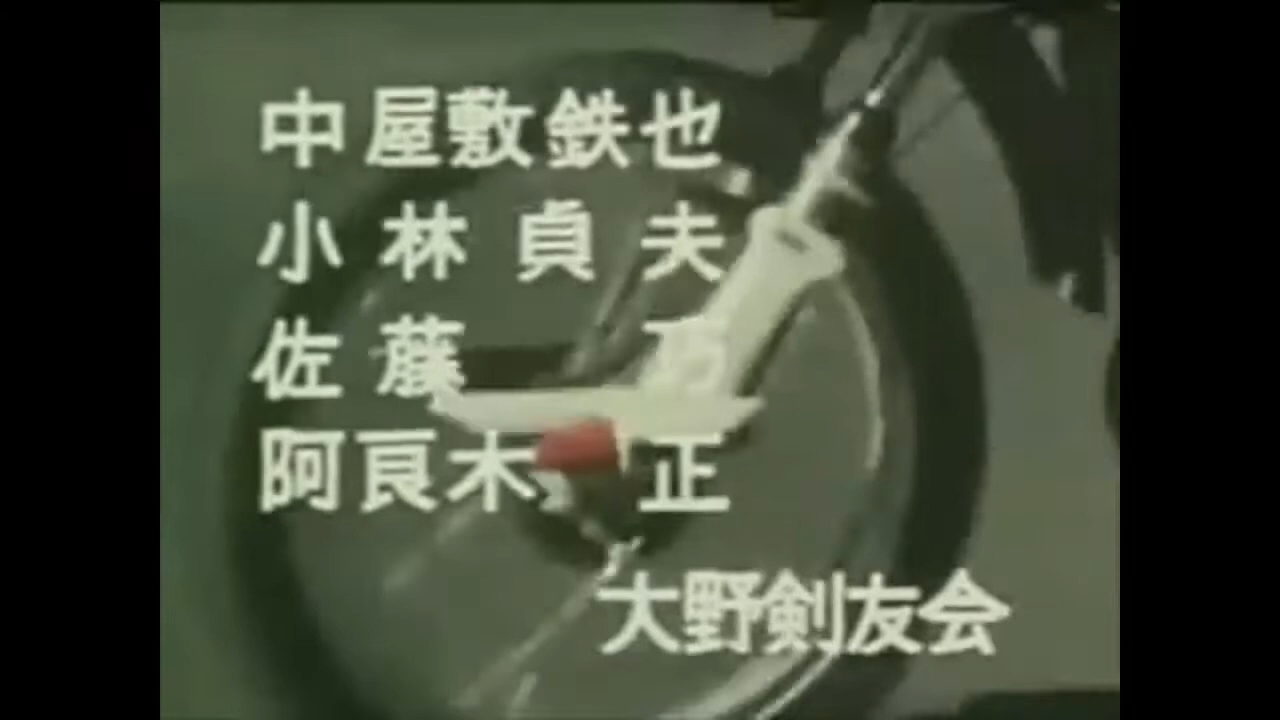 中屋敷鉄也
小林貞夫
佐藤巧
阿良木正
大野剣友会